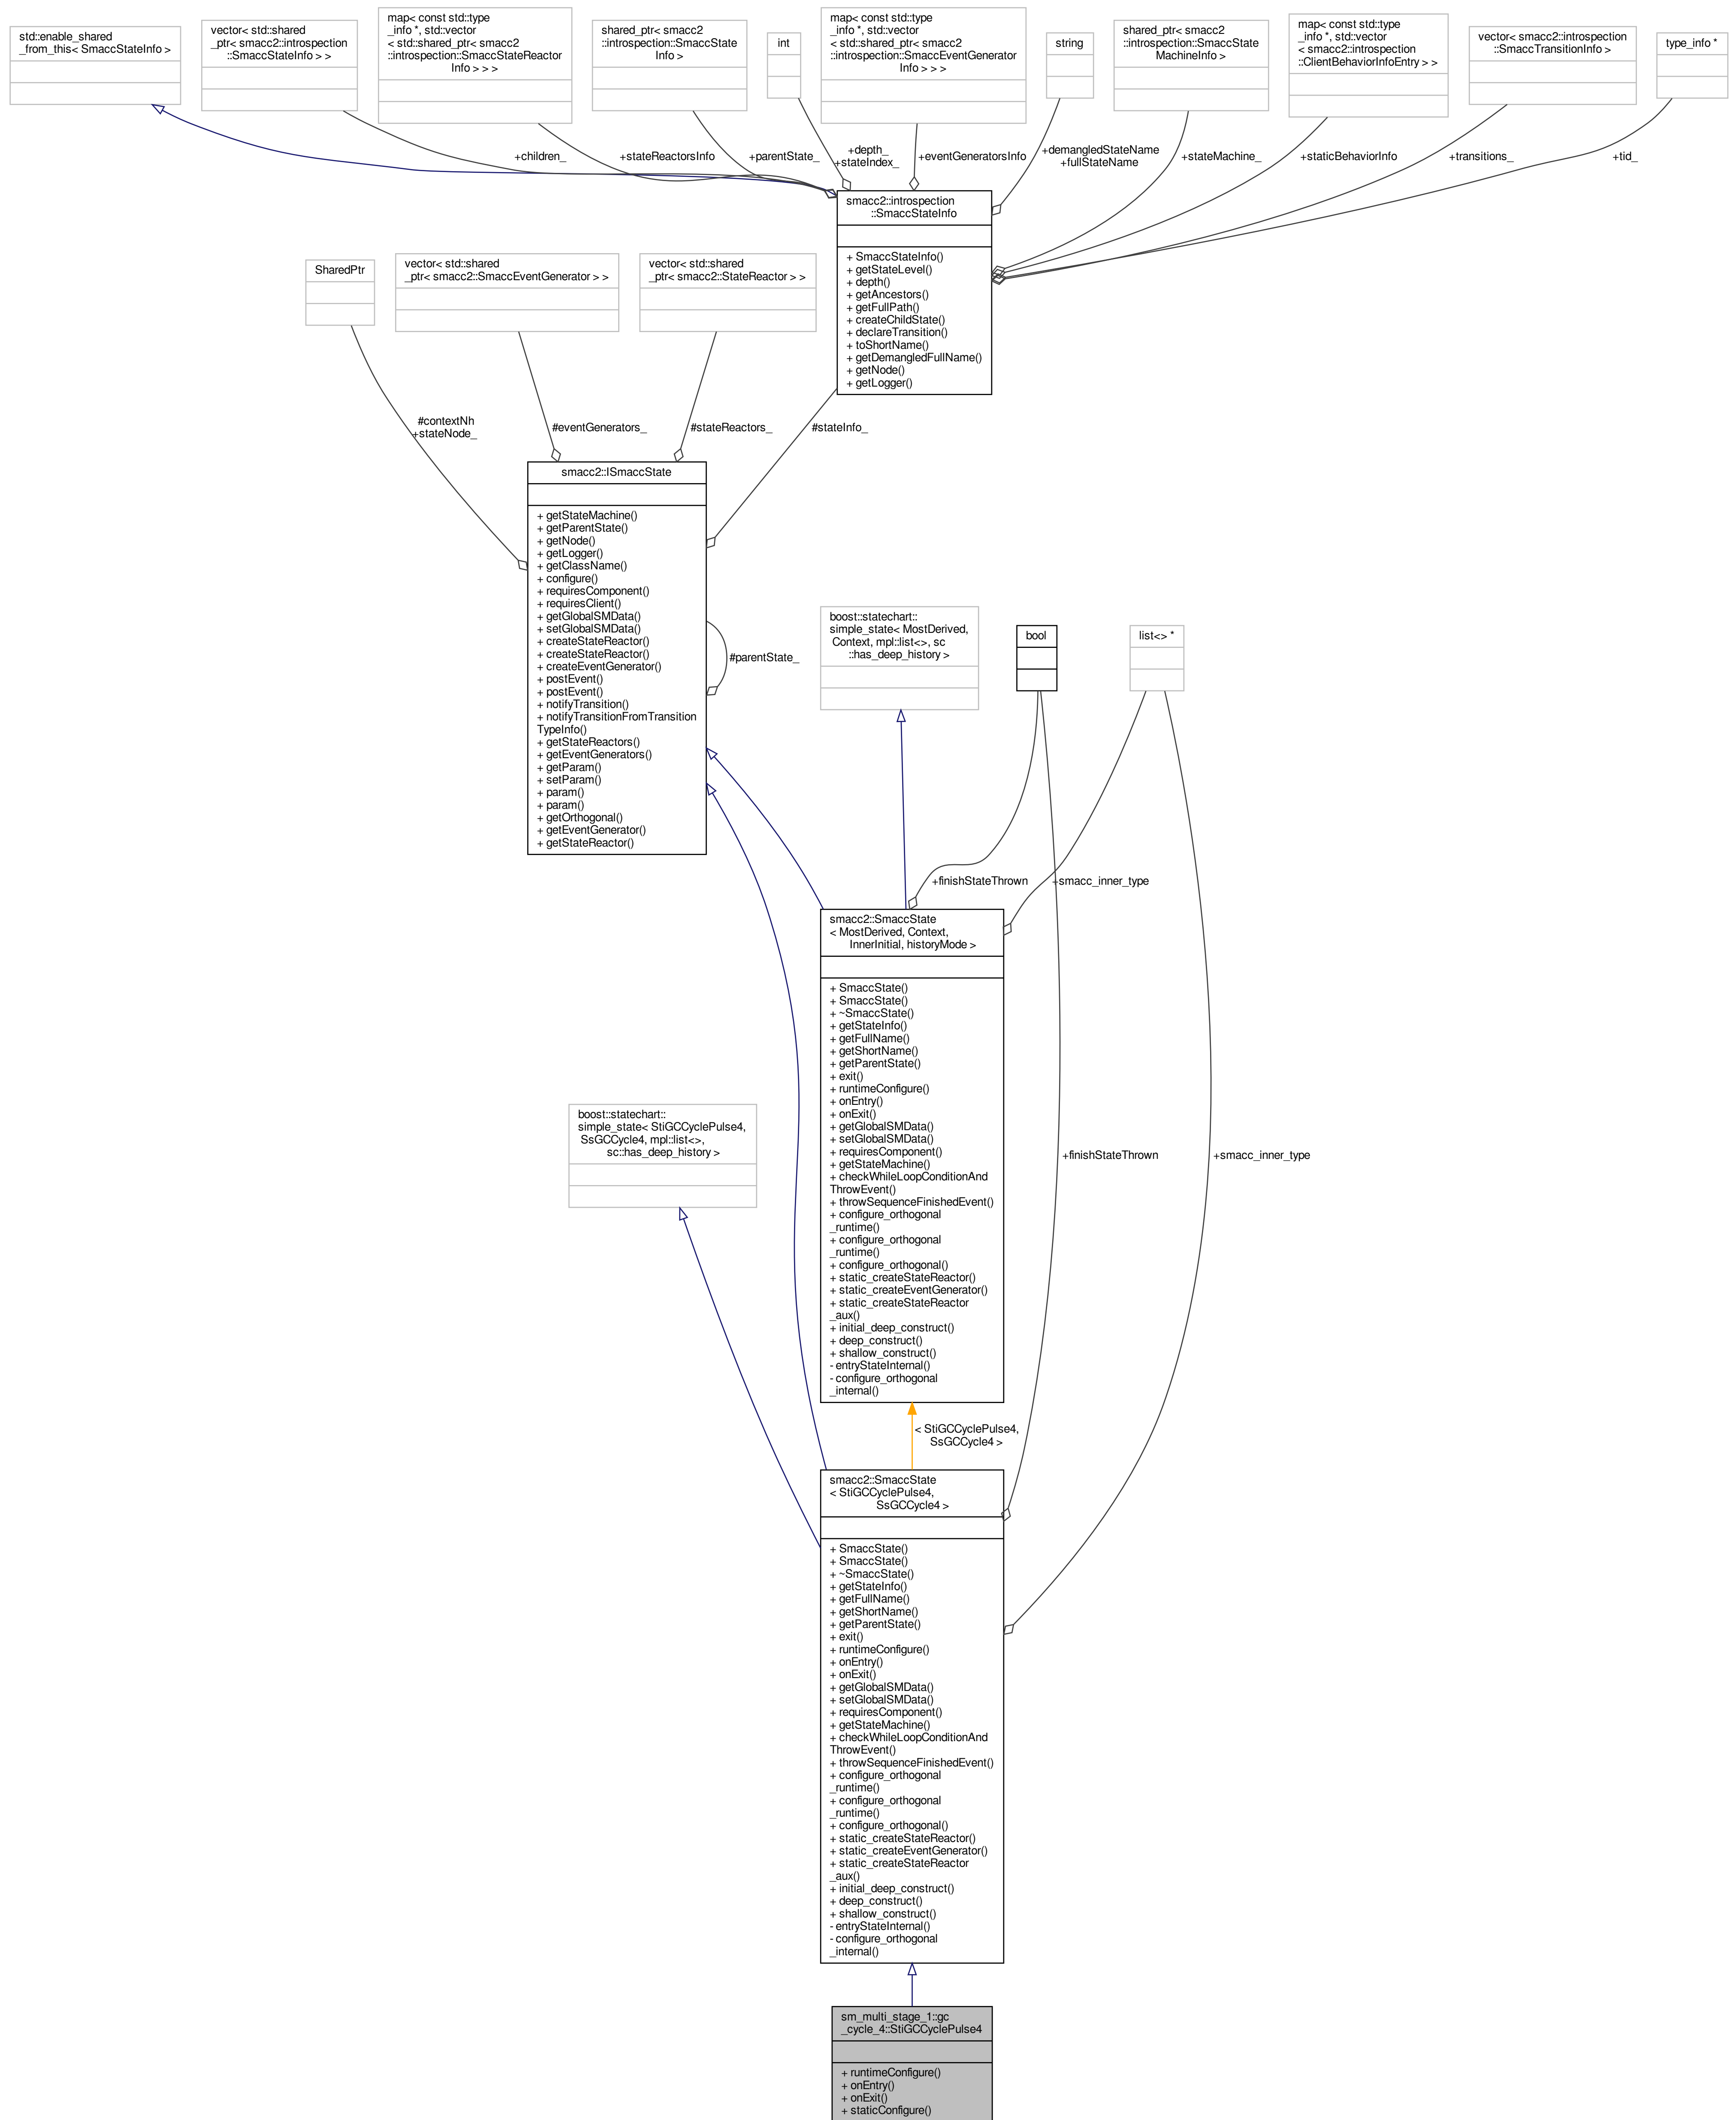 std::enable_shared
_from_this< SmaccStateInfo >
vector< std::shared
_ptr< smacc2::introspection
::SmaccStateInfo > >
map< const std::type
_info *, std::vector
< std::shared_ptr< smacc2
::introspection::SmaccStateReactor
Info > > >
shared_ptr< smacc2
::introspection::SmaccState
Info >
int
map< const std::type
_info *, std::vector
< std::shared_ptr< smacc2
::introspection::SmaccEventGenerator
Info > > >
string
shared_ptr< smacc2
::introspection::SmaccState
MachineInfo >
map< const std::type
_info *, std::vector
< smacc2::introspection
::ClientBehaviorInfoEntry > >
vector< smacc2::introspection
::SmaccTransitionInfo >
type_info *
+children_
+stateReactorsInfo
+parentState_
+depth_
+stateIndex_
+eventGeneratorsInfo
+demangledStateName
+fullStateName
+stateMachine_
+staticBehaviorInfo
+transitions_
+tid_
smacc2::introspection
::SmaccStateInfo
+ SmaccStateInfo()
+ getStateLevel()
+ depth()
+ getAncestors()
+ getFullPath()
+ createChildState()
+ declareTransition()
+ toShortName()
+ getDemangledFullName()
+ getNode()
+ getLogger()
SharedPtr
vector< std::shared
_ptr< smacc2::SmaccEventGenerator > >
vector< std::shared
_ptr< smacc2::StateReactor > >
#contextNh
+stateNode_
#eventGenerators_
#stateReactors_
#stateInfo_
smacc2::ISmaccState
+ getStateMachine()
+ getParentState()
+ getNode()
+ getLogger()
+ getClassName()
+ configure()
+ requiresComponent()
+ requiresClient()
+ getGlobalSMData()
+ setGlobalSMData()
+ createStateReactor()
+ createStateReactor()
+ createEventGenerator()
+ postEvent()
+ postEvent()
+ notifyTransition()
+ notifyTransitionFromTransition
TypeInfo()
+ getStateReactors()
+ getEventGenerators()
+ getParam()
+ setParam()
+ param()
+ param()
+ getOrthogonal()
+ getEventGenerator()
+ getStateReactor()
#parentState_
boost::statechart::
simple_state< MostDerived,
Context, mpl::list<>, sc
::has_deep_history >
bool
list<> *
+finishStateThrown
+smacc_inner_type
smacc2::SmaccState
< MostDerived, Context,
InnerInitial, historyMode >
+ SmaccState()
+ SmaccState()
+ ~SmaccState()
+ getStateInfo()
+ getFullName()
+ getShortName()
+ getParentState()
+ exit()
+ runtimeConfigure()
+ onEntry()
+ onExit()
+ getGlobalSMData()
+ setGlobalSMData()
+ requiresComponent()
+ getStateMachine()
+ checkWhileLoopConditionAnd
ThrowEvent()
+ throwSequenceFinishedEvent()
+ configure_orthogonal
_runtime()
+ configure_orthogonal
_runtime()
+ configure_orthogonal()
+ static_createStateReactor()
+ static_createEventGenerator()
+ static_createStateReactor
_aux()
+ initial_deep_construct()
+ deep_construct()
+ shallow_construct()
- entryStateInternal()
- configure_orthogonal
_internal()
boost::statechart::
simple_state< StiGCCyclePulse4,
SsGCCycle4, mpl::list<>,
sc::has_deep_history >
+finishStateThrown
+smacc_inner_type
< StiGCCyclePulse4,
SsGCCycle4 >
smacc2::SmaccState
< StiGCCyclePulse4,
SsGCCycle4 >
+ SmaccState()
+ SmaccState()
+ ~SmaccState()
+ getStateInfo()
+ getFullName()
+ getShortName()
+ getParentState()
+ exit()
+ runtimeConfigure()
+ onEntry()
+ onExit()
+ getGlobalSMData()
+ setGlobalSMData()
+ requiresComponent()
+ getStateMachine()
+ checkWhileLoopConditionAnd
ThrowEvent()
+ throwSequenceFinishedEvent()
+ configure_orthogonal
_runtime()
+ configure_orthogonal
_runtime()
+ configure_orthogonal()
+ static_createStateReactor()
+ static_createEventGenerator()
+ static_createStateReactor
_aux()
+ initial_deep_construct()
+ deep_construct()
+ shallow_construct()
- entryStateInternal()
- configure_orthogonal
_internal()
sm_multi_stage_1::gc
_cycle_4::StiGCCyclePulse4
+ runtimeConfigure()
+ onEntry()
+ onExit()
+ staticConfigure()